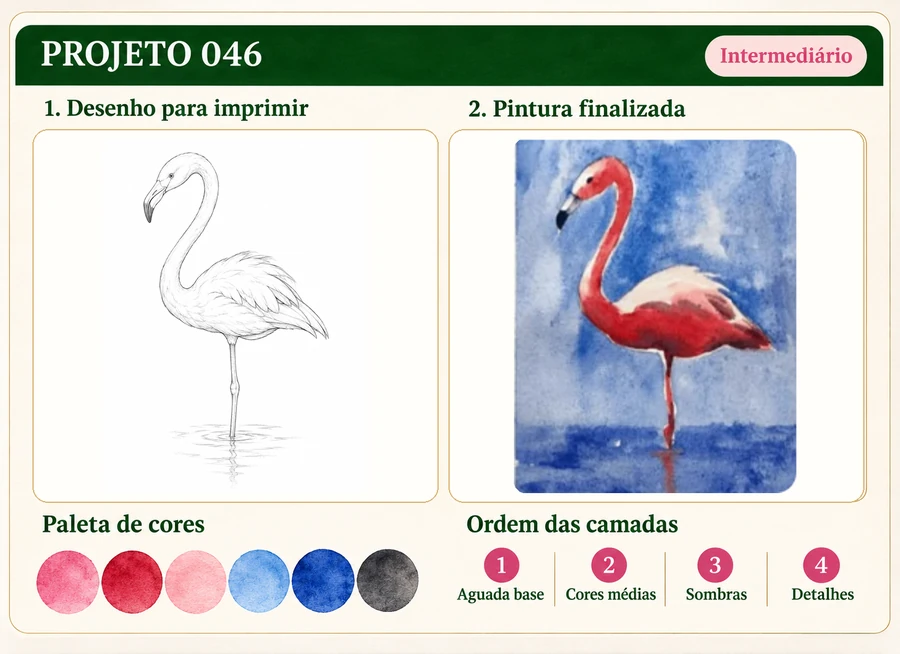 PROJETO 046
Intermediário
1. Desenho para imprimir
2. Pintura finalizada
Paleta de cores
Ordem das camadas
1
Aguada base
2
Cores médias
3
Sombras
4
Detalhes